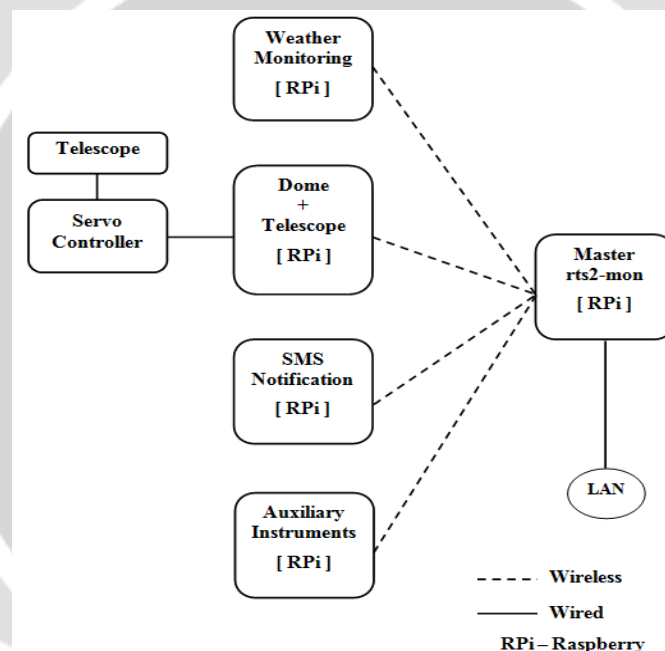 Weather
Monitoring
[ RPi ]
Telescope
Servo
Controller
Dome
+
Telescope
[ RPi ]
Master
rts2-mon
[ RPi ]
SMS
Notification
[ RPi ]
Auxiliary
Instruments
[ RPi ]
LAN
Wireless
Wired
RPi – Raspberry